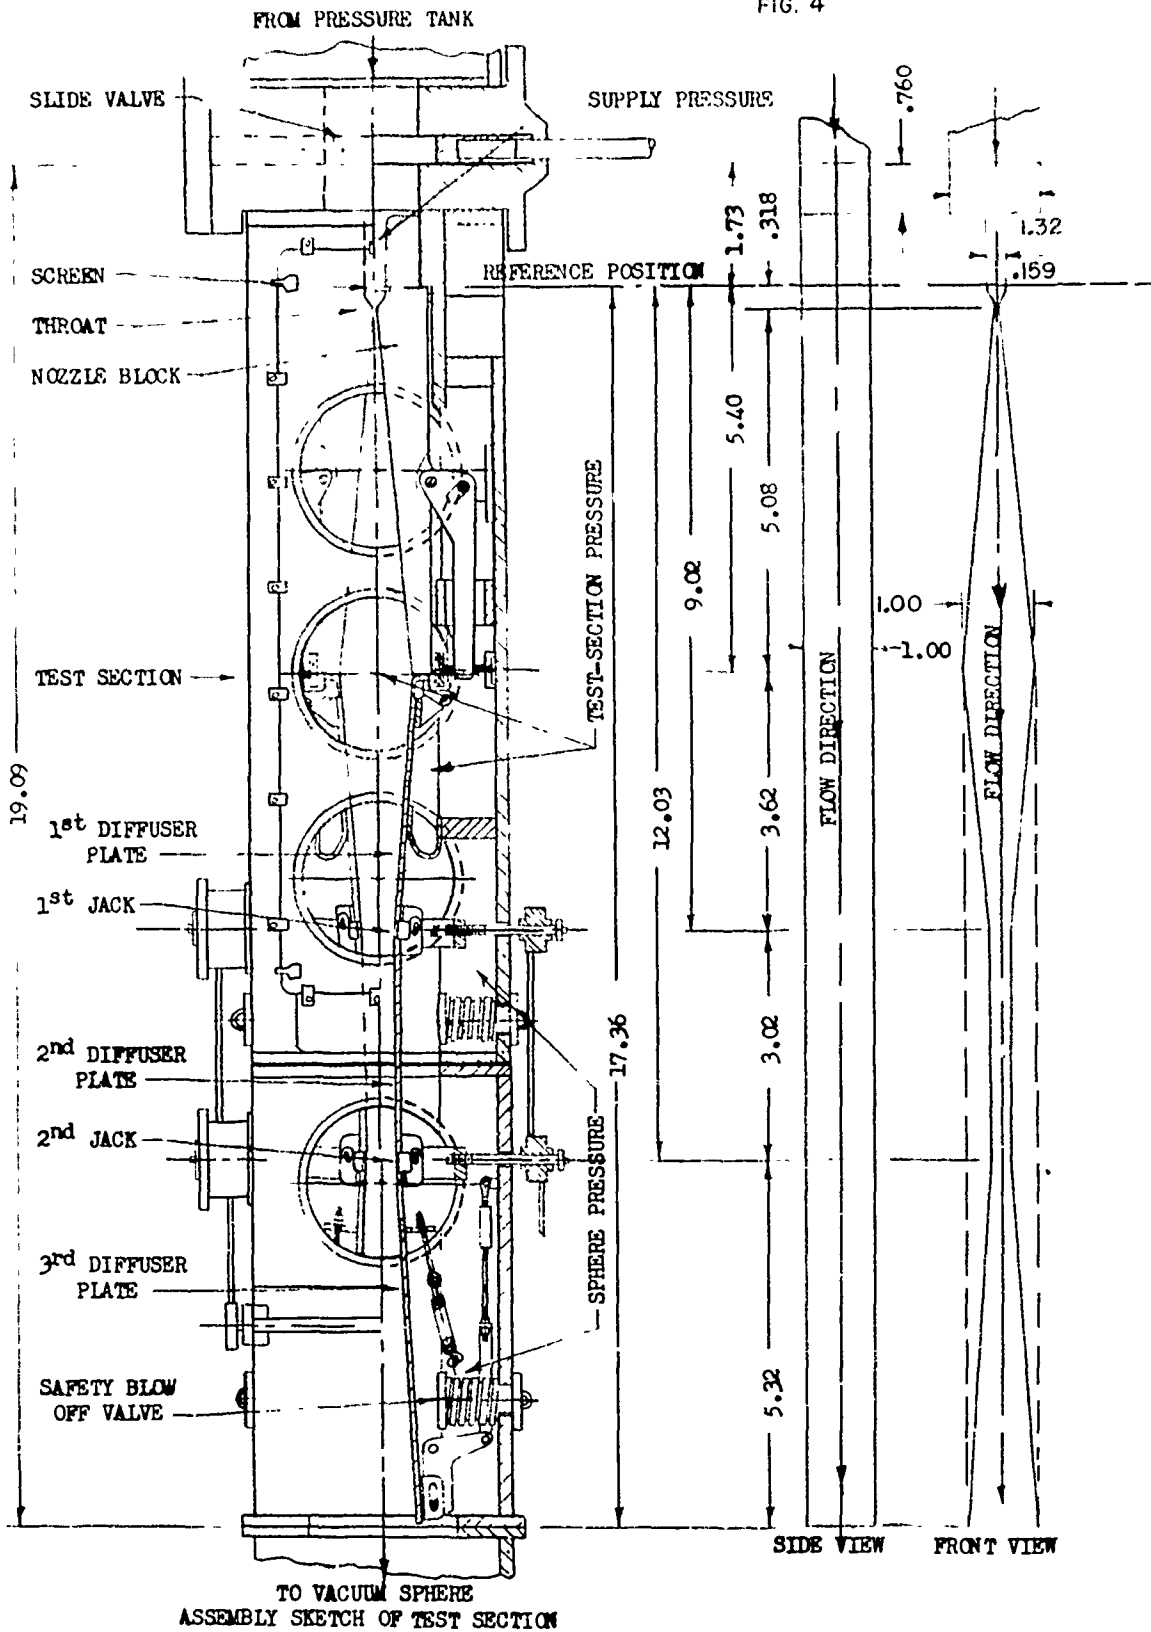 FIG. 4
FROM PRESSURE TANK
SLIDE VALVE
SUPPLY PRESSURE
.760
1.73
.318
1.32
.159
SCREEN
REFERENCE POSITION
THROAT
NOZZLE BLOCK
5.40
5.08
9.02
TEST-SECTION PRESSURE
1.00
1.00
TEST SECTION
FLOW DIRECTION
FLOW DIRECTION
19.09
12.03
3.62
1st DIFFUSER
PLATE
1st JACK
17.36
3.02
2nd DIFFUSER
PLATE
2nd JACK
SPHERE PRESSURE
3rd DIFFUSER
PLATE
5.32
SAFETY BLOW
OFF VALVE
SIDE VIEW
FRONT VIEW
TO VACUUM SPHERE
ASSEMBLY SKETCH OF TEST SECTION